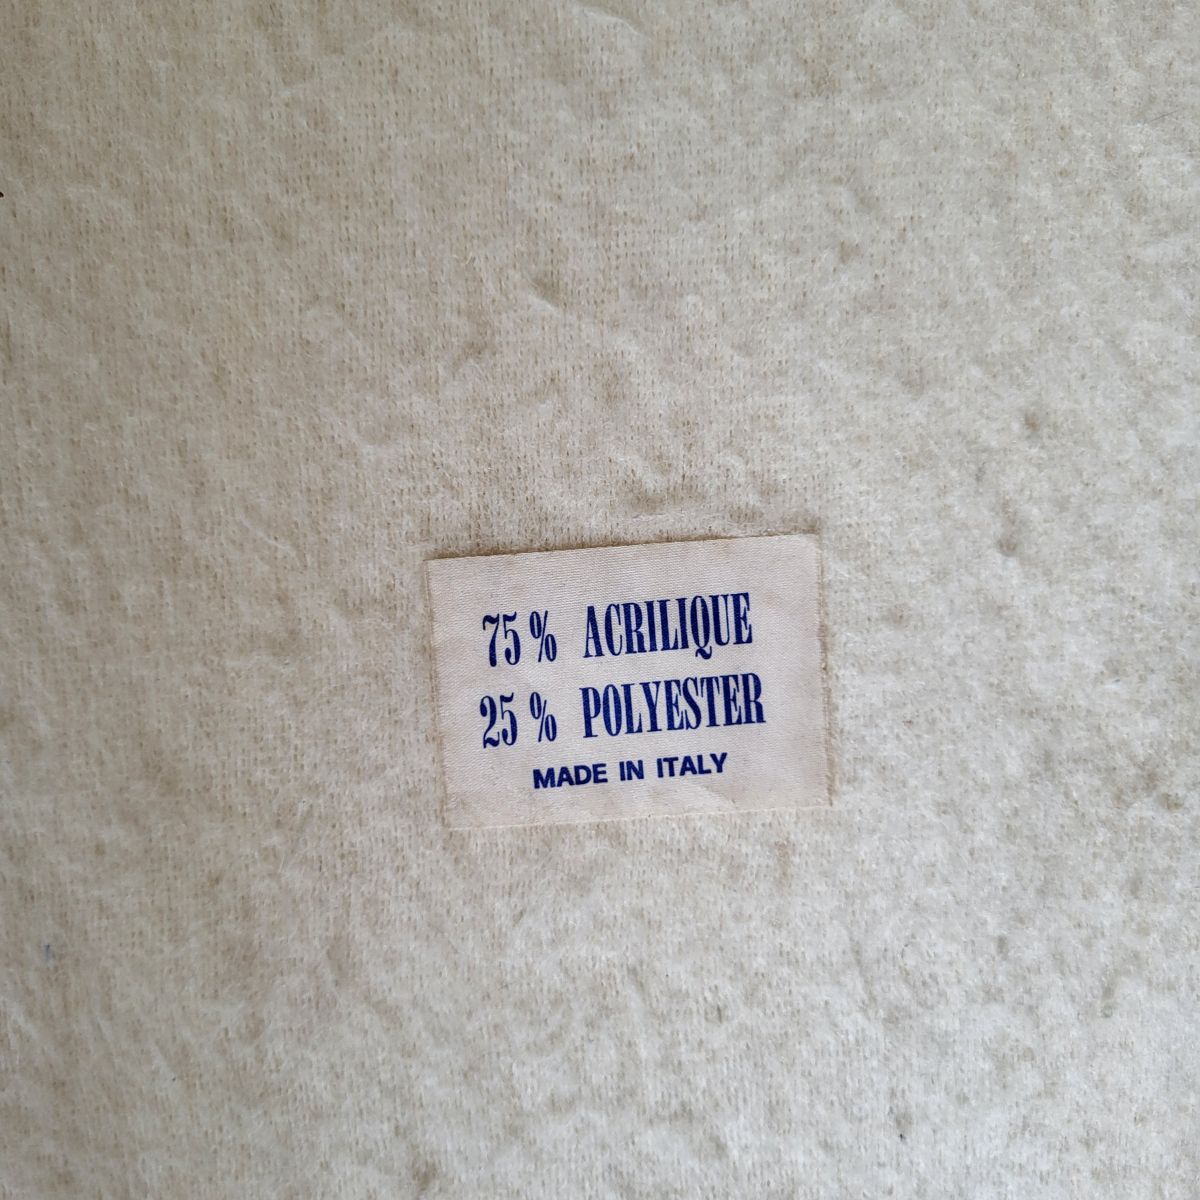 75 % ACRILIQUE
25 % POLYESTER
MADE IN ITALY